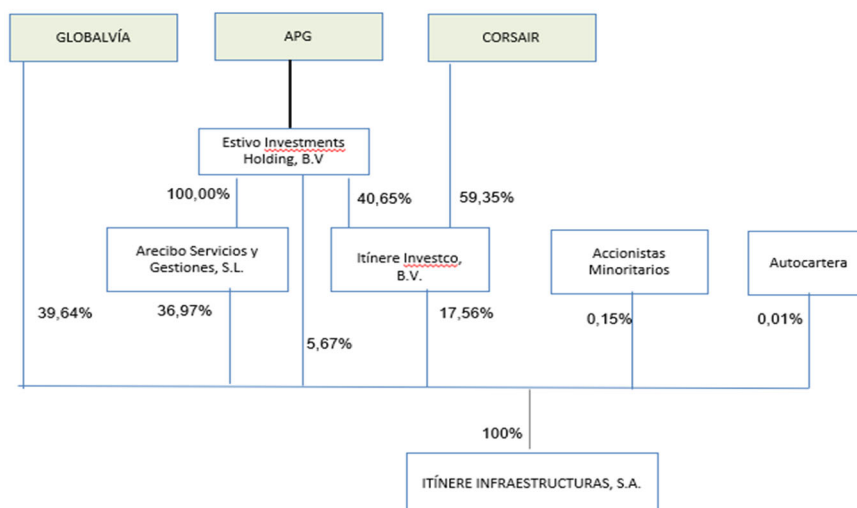 GLOBALVÍA
APG
CORSAIR
Estivo Investments
Holding, B.V
100,00%
40,65%
59,35%
Arecibo Servicios y
Gestiones, S.L.
Itínere Investco,
B.V.
Accionistas
Minoritarios
Autocartera
39,64%
36,97%
5,67%
17,56%
0,15%
0,01%
100%
ITÍNERE INFRAESTRUCTURAS, S.A.